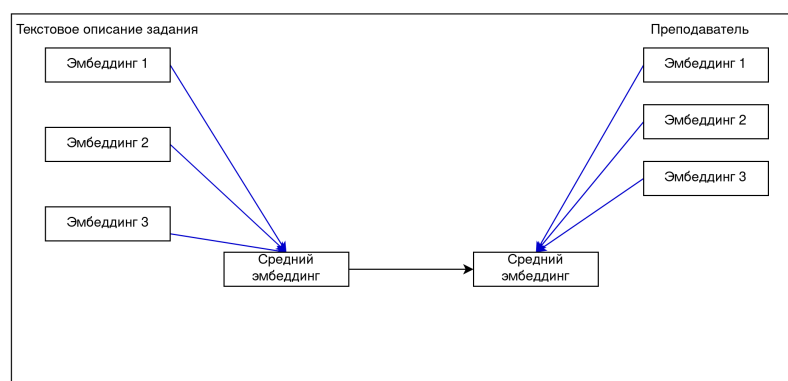 Текстовое описание задания
Преподаватель
Эмбеддинг 1
Эмбеддинг 1
Эмбеддинг 2
Эмбеддинг 2
Эмбеддинг 3
Эмбеддинг 3
Средний
эмбеддинг
Средний
эмбеддинг